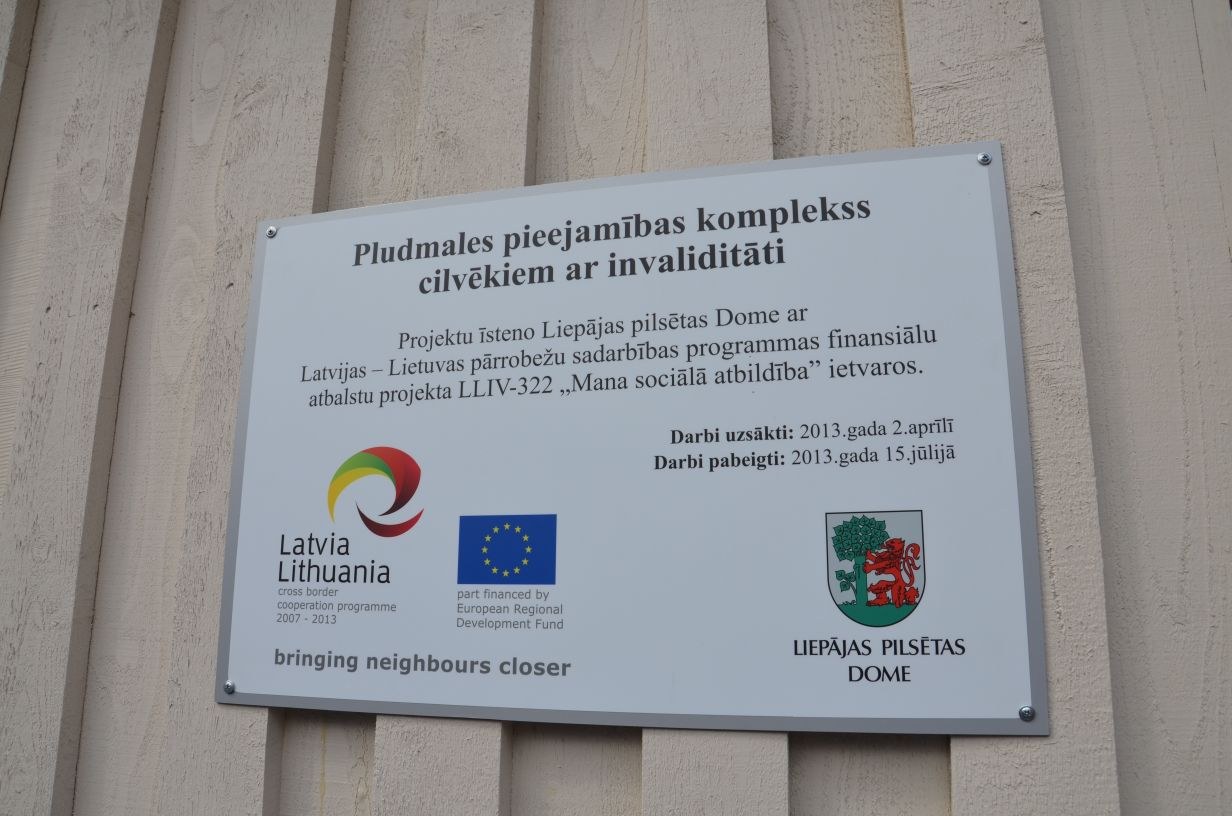 Pludmales pieejamības komplekss
cilvēkiem ar invaliditāti
Projektu īsteno Liepājas pilsētas Dome ar
Latvijas – Lietuvas pārrobežu sadarbības programmas finansiālu
atbalstu projekta LLIV-322 „Mana sociālā atbildība” ietvaros.
Darbi uzsākti: 2013.gada 2.aprīlī
Darbi pabeigti: 2013.gada 15.jūlijā
Latvia
Lithuania
cross border
cooperation programme
2007 - 2013
part financed by
European Regional
Development Fund
bringing neighbours closer
LIEPĀJAS PILSĒTAS
DOME